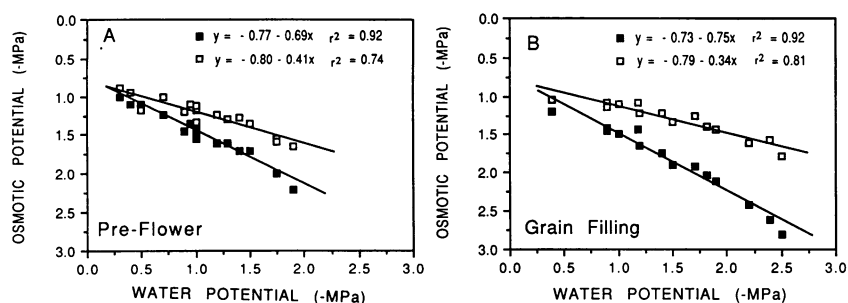 A
■ y = - 0.77 - 0.69x r² = 0.92
□ y = - 0.80 - 0.41x r² = 0.74
OSMOTIC POTENTIAL (-MPa)
0.0
0.5
1.0
1.5
2.0
2.5
3.0
Pre-Flower
0.0 0.5 1.0 1.5 2.0 2.5 3.0
WATER POTENTIAL (-MPa)
B
■ y = - 0.73 - 0.75x r² = 0.92
□ y = - 0.79 - 0.34x r² = 0.81
OSMOTIC POTENTIAL (-MPa)
0.0
0.5
1.0
1.5
2.0
2.5
3.0
Grain Filling
0.0 0.5 1.0 1.5 2.0 2.5 3.0
WATER POTENTIAL (-MPa)